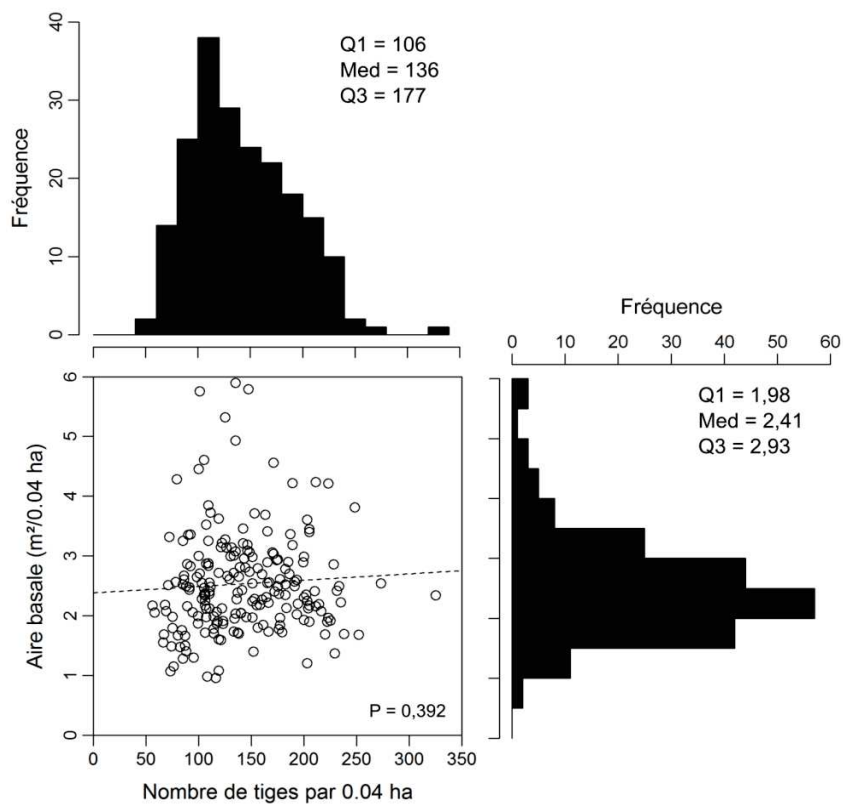 Q1 = 106
Med = 136
Q3 = 177
Fréquence
0
10
20
30
40
Fréquence
0 10 20 30 40 50 60
Q1 = 1,98
Med = 2,41
Q3 = 2,93
Aire basale (m²/0.04 ha)
6
5
4
3
2
1
0
P = 0,392
0 50 100 150 200 250 300 350
Nombre de tiges par 0.04 ha